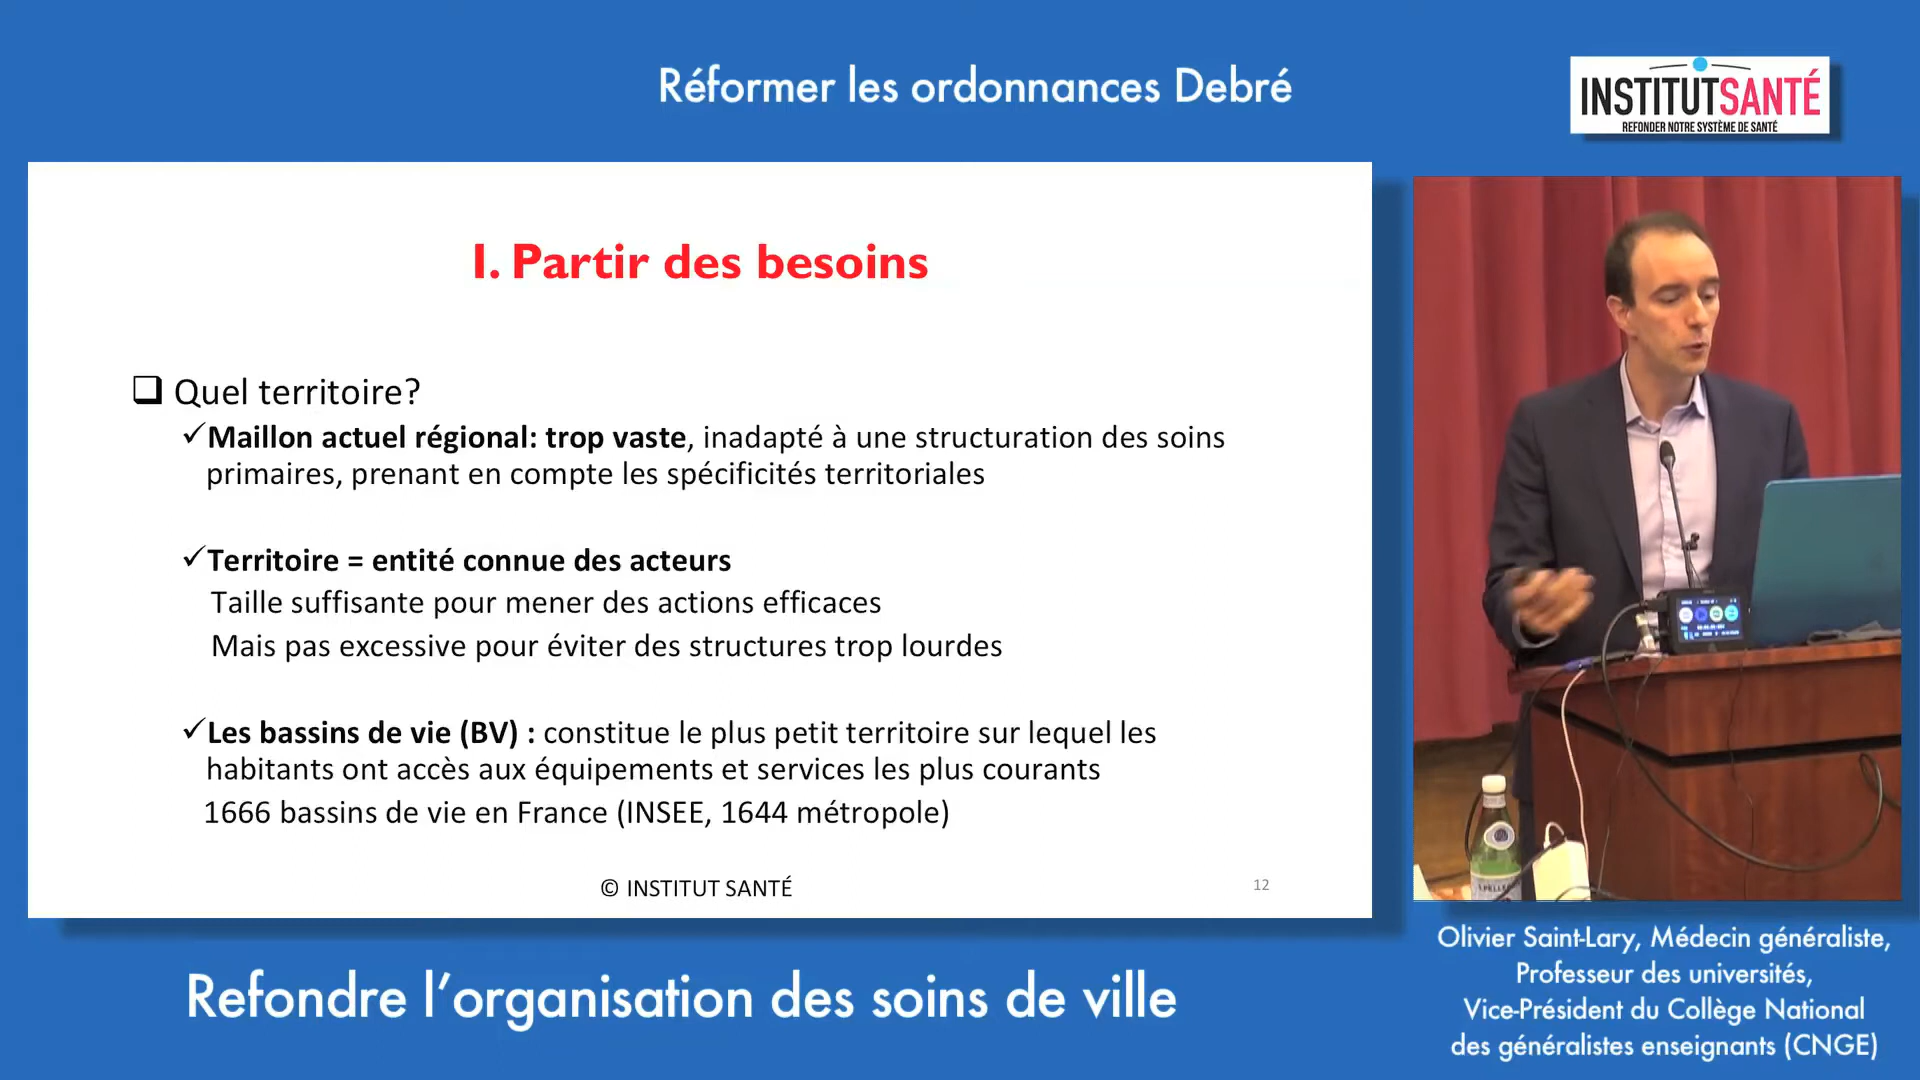 Réformer les ordonnances Debré
INSTITUTSANTÉ
REFONDER NOTRE SYSTÈME DE SANTÉ
I. Partir des besoins
Quel territoire?
Maillon actuel régional: trop vaste, inadapté à une structuration des soins
primaires, prenant en compte les spécificités territoriales
Territoire = entité connue des acteurs
Taille suffisante pour mener des actions efficaces
Mais pas excessive pour éviter des structures trop lourdes
Les bassins de vie (BV) : constitue le plus petit territoire sur lequel les
habitants ont accès aux équipements et services les plus courants
1666 bassins de vie en France (INSEE, 1644 métropole)
© INSTITUT SANTÉ
12
Refondre l’organisation des soins de ville
Olivier Saint-Lary, Médecin généraliste,
Professeur des universités,
Vice-Président du Collège National
des généralistes enseignants (CNGE)